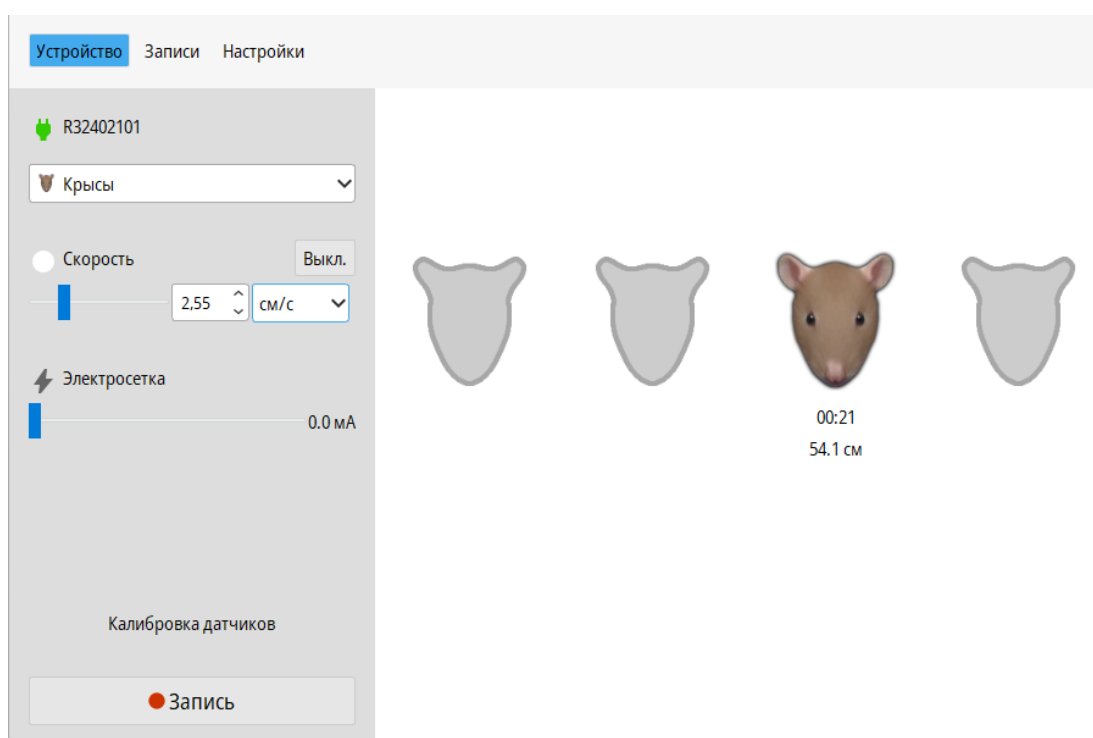 Устройство Записи Настройки
R32402101
Крысы
Скорость Выкл.
2,55 см/с
Электросетка
0.0 мА
00:21
54.1 см
Калибровка датчиков
Запись